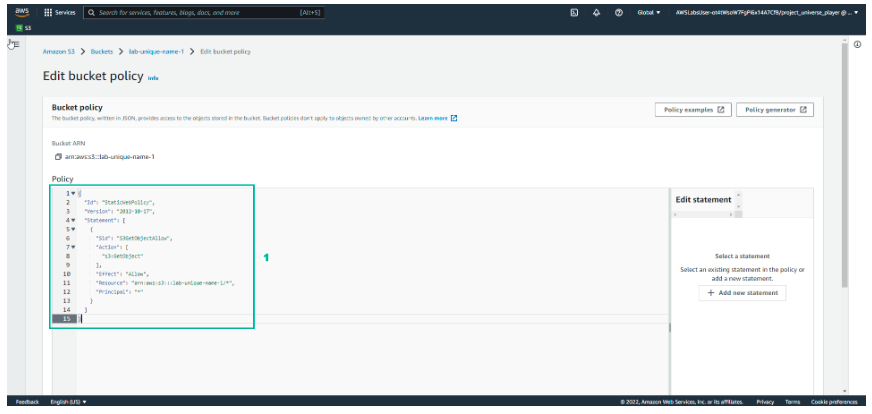 aws
Services
Search for services, features, blogs, docs, and more
[Alt+S]
Global
S3
Amazon S3 > Buckets > lab-unique-name-1 > Edit bucket policy
Edit bucket policy Info
Bucket policy
The bucket policy, written in JSON, provides access to the objects stored in the bucket. Bucket policies don't apply to objects owned by other accounts. Learn more
Policy examples
Policy generator
Bucket ARN
arn:aws:s3:::lab-unique-name-1
Policy
1 {
2 "Id": "StaticWebPolicy",
3 "Version": "2012-10-17",
4 "Statement": [
5 {
6 "Sid": "S3GetObjectAllow",
7 "Action": [
8 "s3:GetObject"
9 ],
10 "Effect": "Allow",
11 "Resource": "arn:aws:s3:::lab-unique-name-1/*",
12 "Principal": "*"
13 }
14 ]
15 }
1
Edit statement
Select a statement
Select an existing statement in the policy or
add a new statement.
+ Add new statement
Feedback
English (US)
© 2022, Amazon Web Services, Inc. or its affiliates.
Privacy
Terms
Cookie preferences